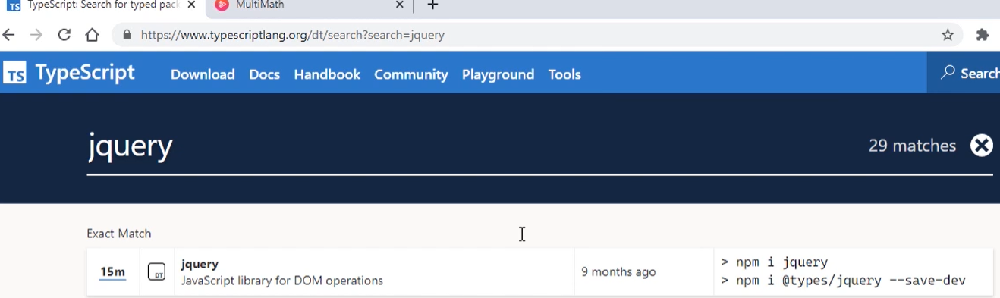 TS TypeScript: Search for typed pack
MultiMath
https://www.typescriptlang.org/dt/search?search=jquery
TS TypeScript Download Docs Handbook Community Playground Tools Search
jquery 29 matches
Exact Match
15m DT jquery 9 months ago > npm i jquery
JavaScript library for DOM operations > npm i @types/jquery --save-dev